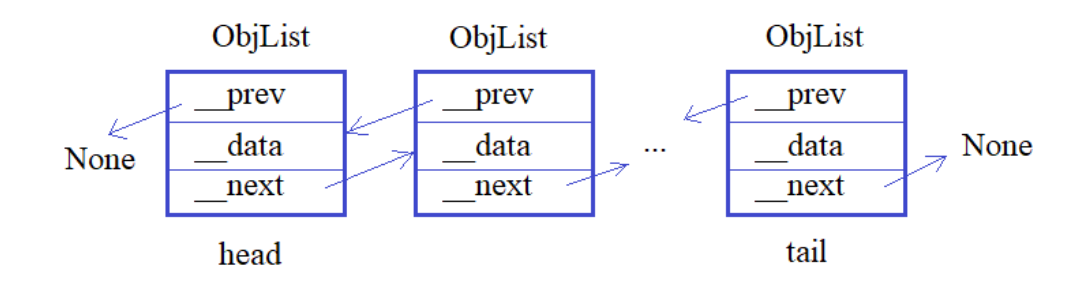 ObjList ObjList ObjList
__prev __prev __prev
None __data __data ... __data None
__next __next __next
head tail